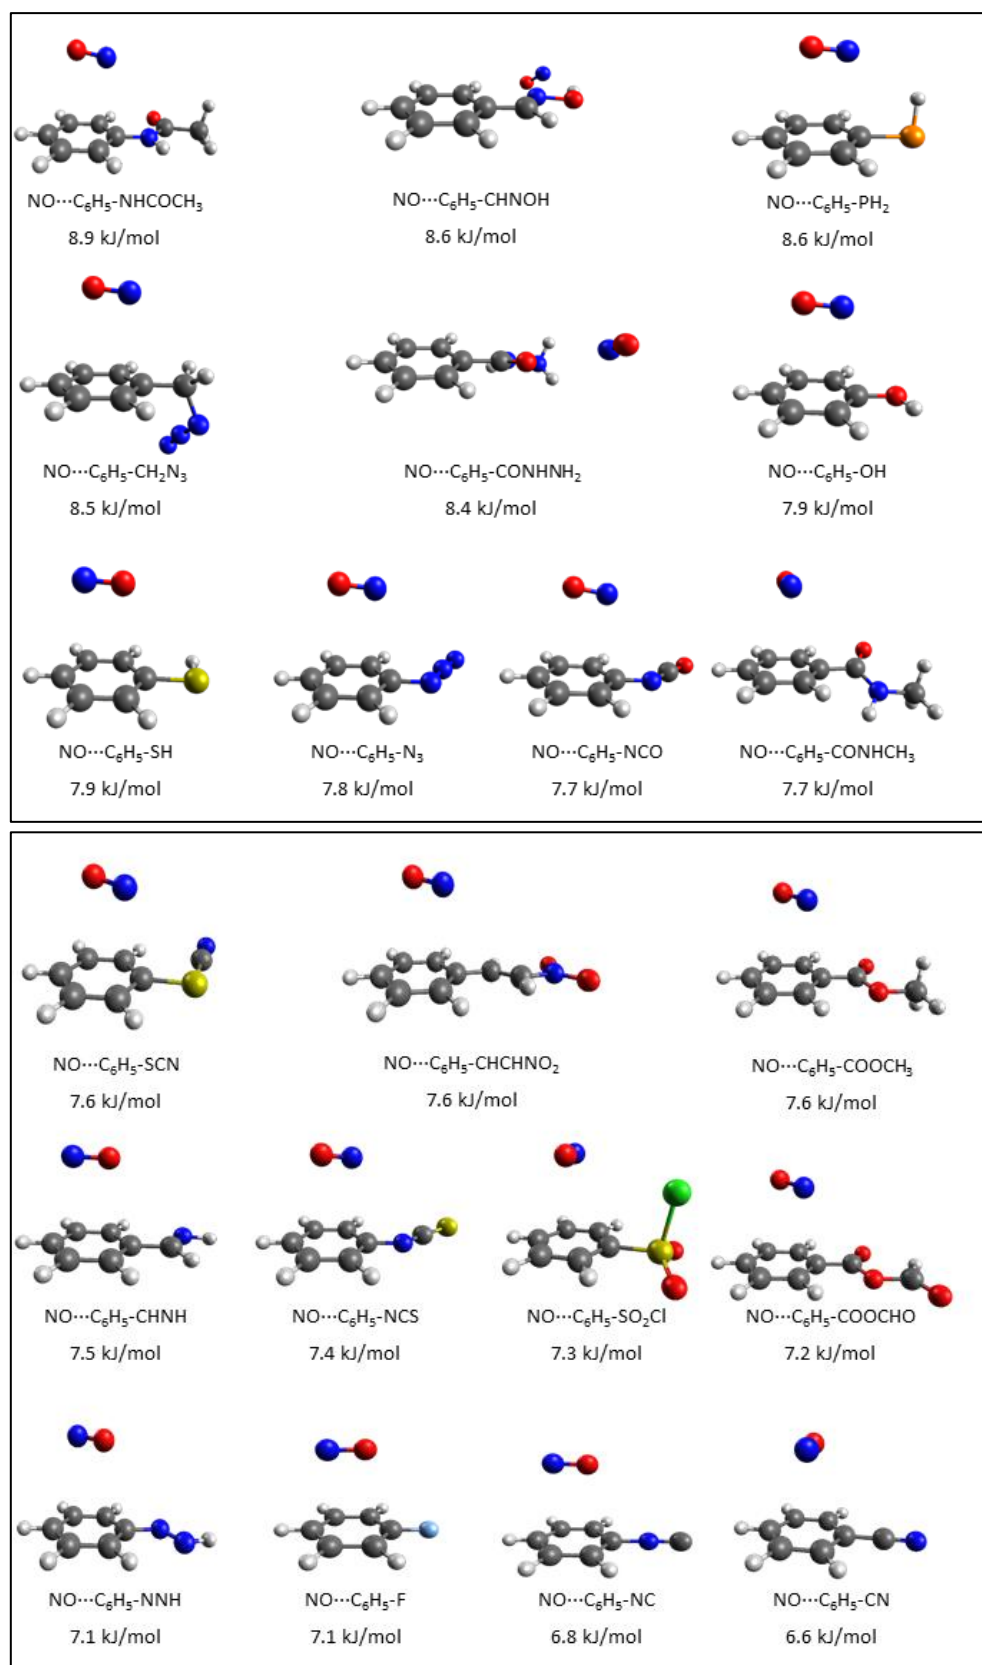 NO···C₆H₅-NHCOCH₃
8.9 kJ/mol
NO···C₆H₅-CHNOH
8.6 kJ/mol
NO···C₆H₅-PH₂
8.6 kJ/mol
NO···C₆H₅-CH₂N₃
8.5 kJ/mol
NO···C₆H₅-CONHNH₂
8.4 kJ/mol
NO···C₆H₅-OH
7.9 kJ/mol
NO···C₆H₅-SH
7.9 kJ/mol
NO···C₆H₅-N₃
7.8 kJ/mol
NO···C₆H₅-NCO
7.7 kJ/mol
NO···C₆H₅-CONHCH₃
7.7 kJ/mol
NO···C₆H₅-SCN
7.6 kJ/mol
NO···C₆H₅-CHCHNO₂
7.6 kJ/mol
NO···C₆H₅-COOCH₃
7.6 kJ/mol
NO···C₆H₅-CHNH
7.5 kJ/mol
NO···C₆H₅-NCS
7.4 kJ/mol
NO···C₆H₅-SO₂Cl
7.3 kJ/mol
NO···C₆H₅-COOCHO
7.2 kJ/mol
NO···C₆H₅-NNH
7.1 kJ/mol
NO···C₆H₅-F
7.1 kJ/mol
NO···C₆H₅-NC
6.8 kJ/mol
NO···C₆H₅-CN
6.6 kJ/mol